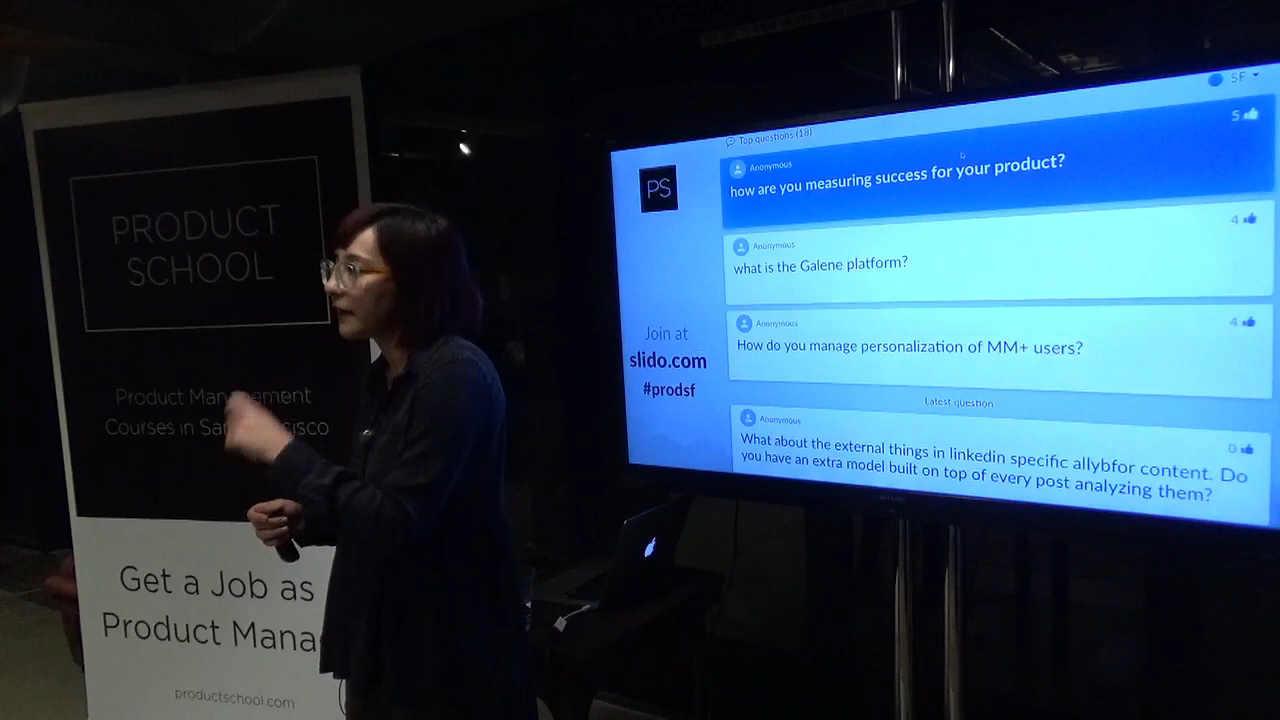 PRODUCT
SCHOOL
Product Management
Courses in San Francisco
Get a Job as
Product Mana
productschool.com
SF
Top questions (18)
PS
Anonymous
5
how are you measuring success for your product?
Anonymous
4
what is the Galene platform?
Anonymous
4
How do you manage personalization of MM+ users?
Join at
slido.com
#prodsf
Latest question
Anonymous
0
What about the external things in linkedin specific allybfor content. Do
you have an extra model built on top of every post analyzing them?